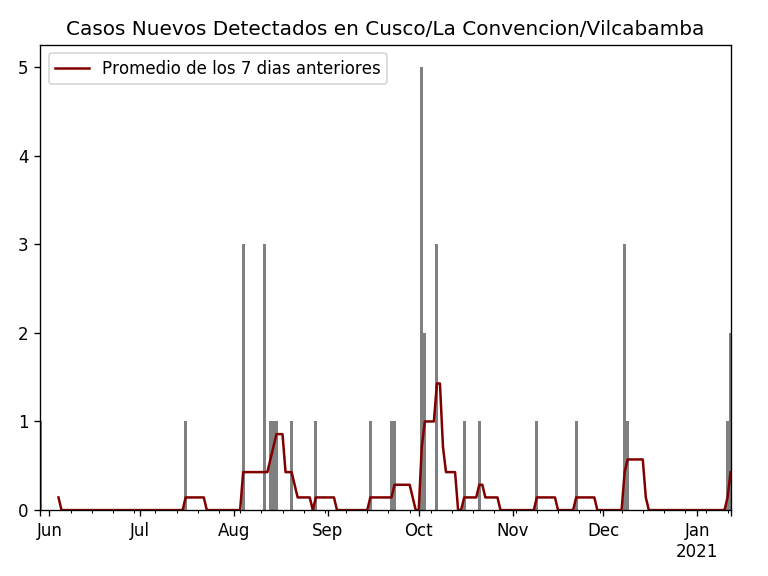 Casos Nuevos Detectados en Cusco/La Convencion/Vilcabamba
Promedio de los 7 dias anteriores
5
4
3
2
1
0
Jun Jul Aug Sep Oct Nov Dec Jan
2021